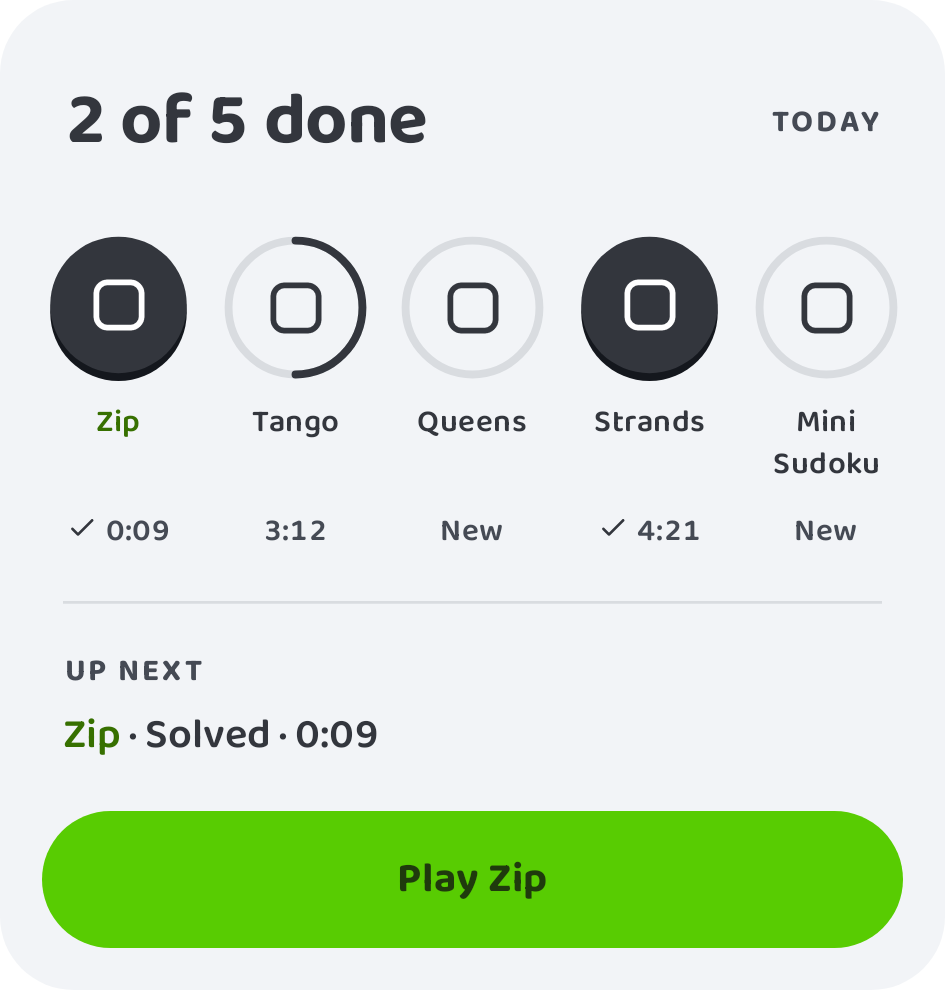 2 of 5 done
TODAY
Zip
Tango
Queens
Strands
Mini
Sudoku
✓ 0:09
3:12
New
✓ 4:21
New
UP NEXT
Zip · Solved · 0:09
Play Zip